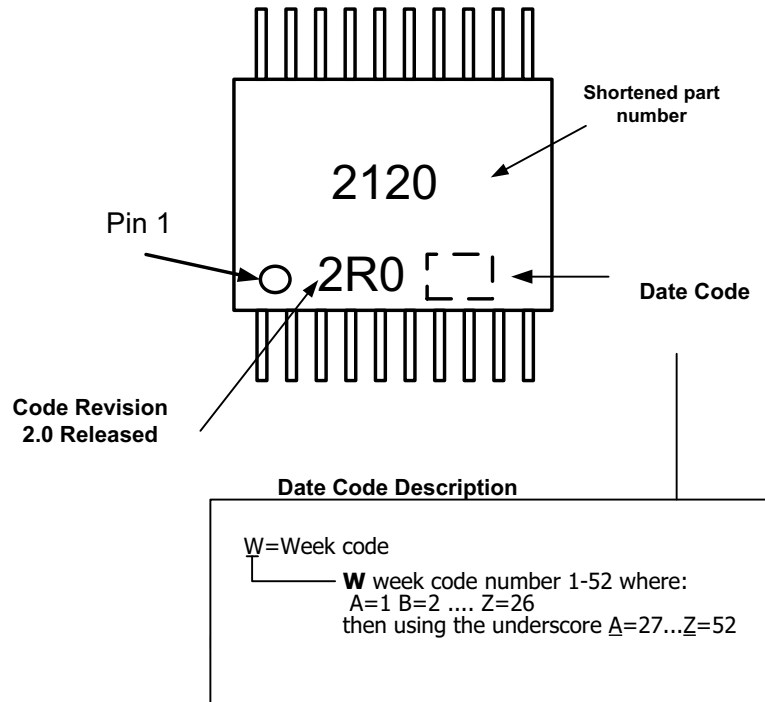 Shortened part
number
2120
Pin 1
2R0
Date Code
Code Revision
2.0 Released
Date Code Description
W=Week code
W week code number 1-52 where:
A=1 B=2 .... Z=26
then using the underscore A=27...Z=52